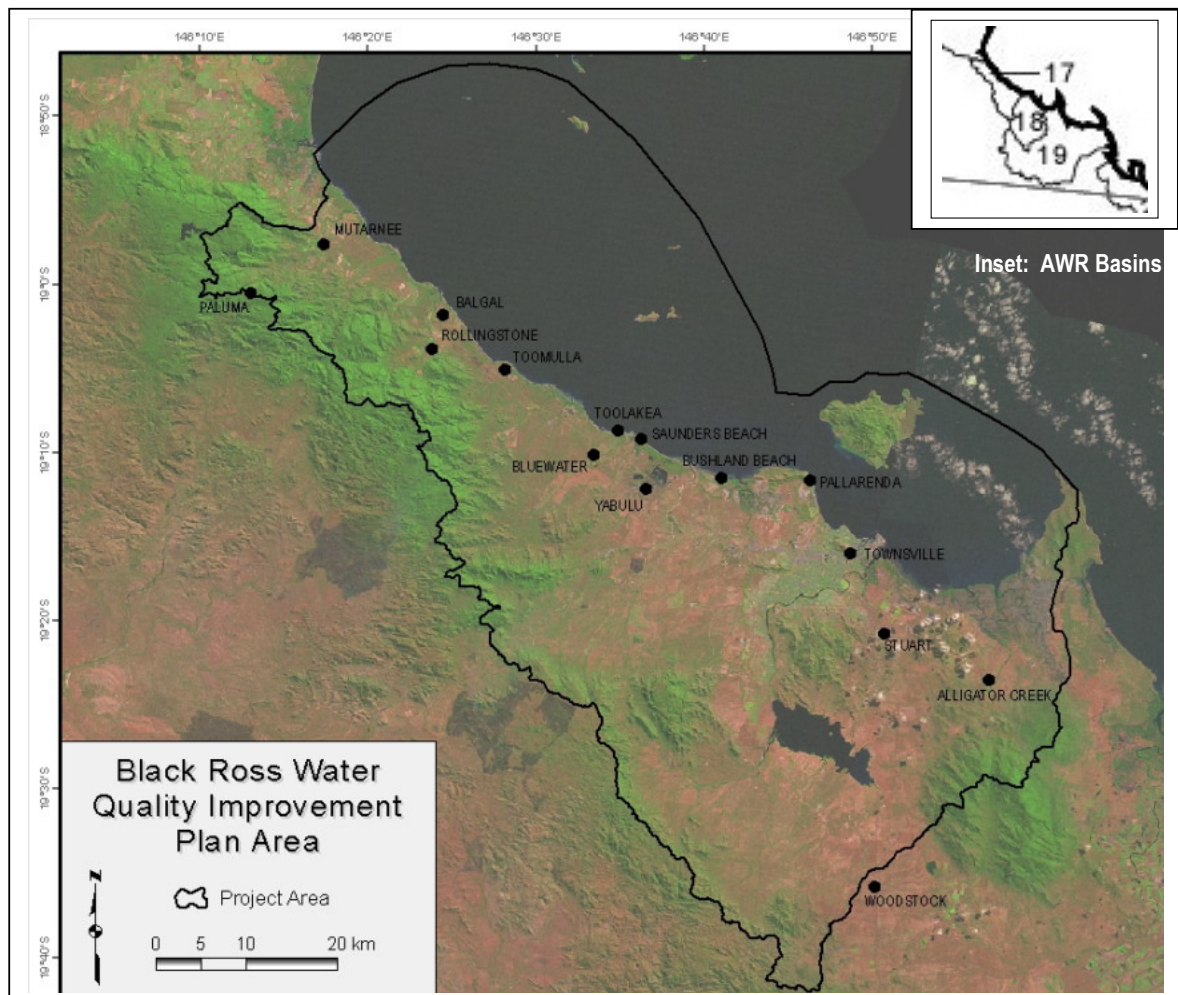 146°10'E
146°20'E
146°30'E
146°40'E
146°50'E
17
18
19
Inset: AWR Basins
18°50'S
19°0'S
19°10'S
19°20'S
19°30'S
19°40'S
MUTARNEE
PALUMA
BALGAL
ROLLINGSTONE
TOOMULLA
TOOLAKEA
SAUNDERS BEACH
BLUEWATER
BUSHLAND BEACH
YABULU
PALLARENDA
TOWNSVILLE
STUART
ALLIGATOR CREEK
WOODSTOCK
Black Ross Water
Quality Improvement
Plan Area
N
Project Area
0 5 10 20 km